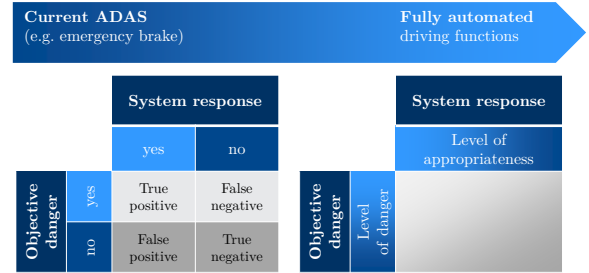 Current ADAS
(e.g. emergency brake)
Fully automated
driving functions
System response
yes
no
Objective
danger
yes
no
True
positive
False
negative
False
positive
True
negative
System response
Level of
appropriateness
Objective
danger
Level
of danger